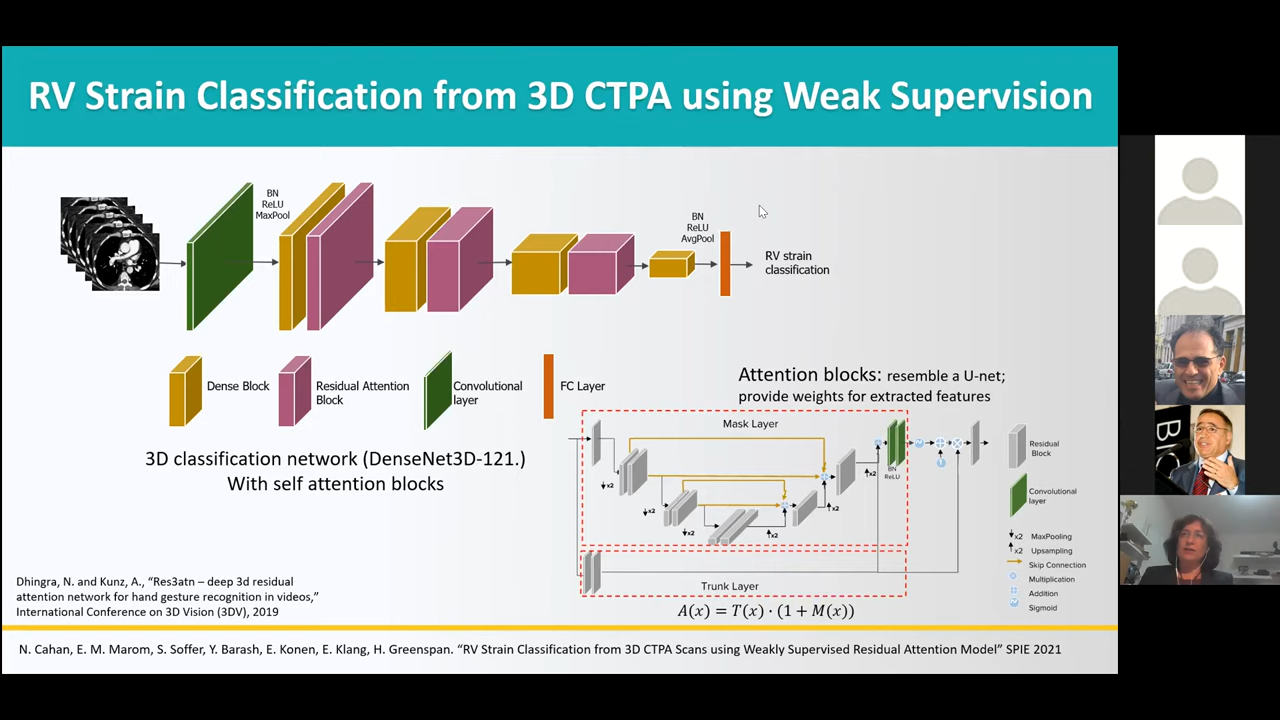 RV Strain Classification from 3D CTPA using Weak Supervision
BN
ReLU
MaxPool
BN
ReLU
AvgPool
RV strain
classification
Dense Block
Residual Attention
Block
Convolutional
layer
FC Layer
3D classification network (DenseNet3D-121.)
With self attention blocks
Attention blocks: resemble a U-net;
provide weights for extracted features
Mask Layer
x2
x2
x2
x2
x2
x2
BN
ReLU
Trunk Layer
A(x) = T(x) · (1 + M(x))
Residual
Block
Convolutional
layer
x2 MaxPooling
x2 Upsampling
Skip Connection
Multiplication
Addition
Sigmoid
Dhingra, N. and Kunz, A., “Res3atn – deep 3d residual
attention network for hand gesture recognition in videos,”
International Conference on 3D Vision (3DV), 2019
N. Cahan, E. M. Marom, S. Soffer, Y. Barash, E. Konen, E. Klang, H. Greenspan. “RV Strain Classification from 3D CTPA Scans using Weakly Supervised Residual Attention Model” SPIE 2021